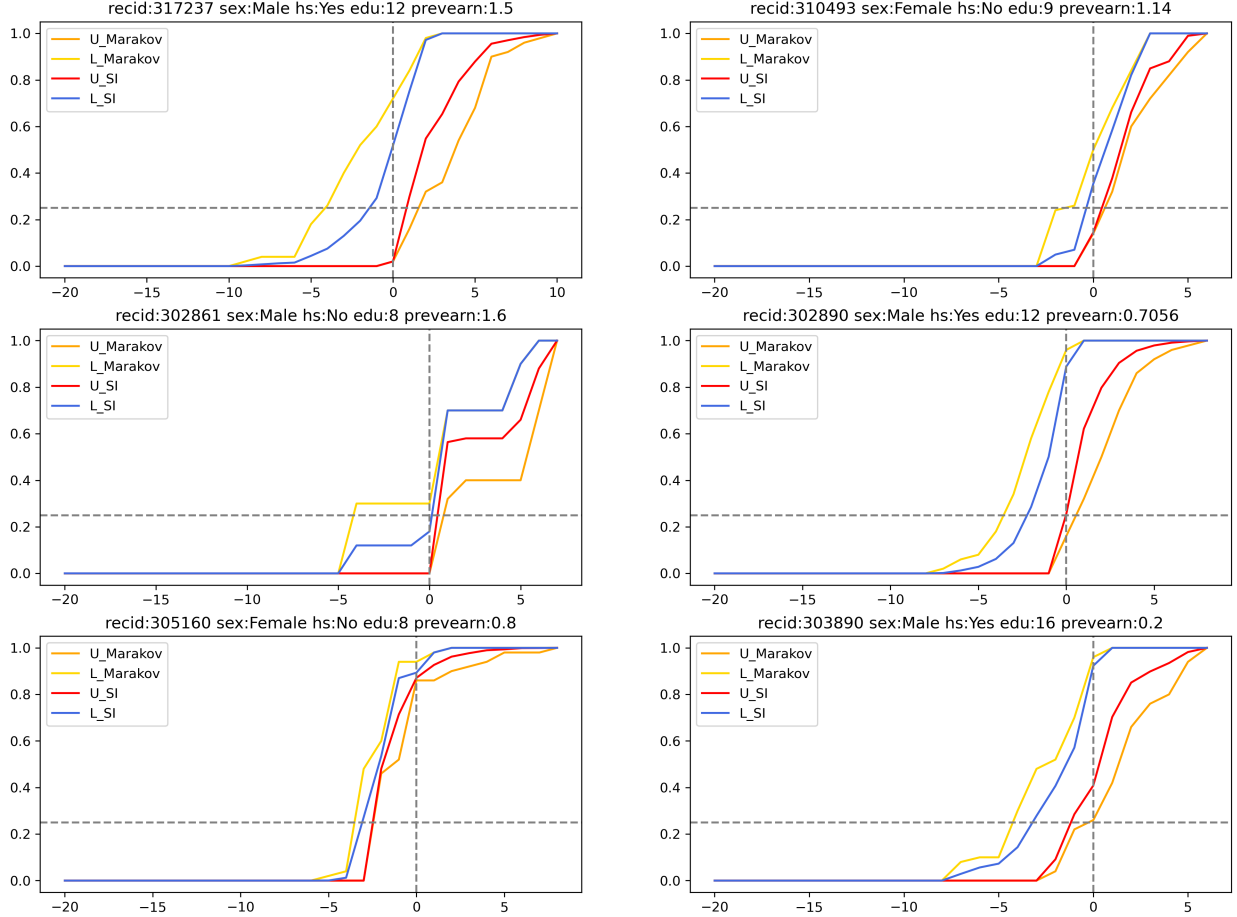 recid:317237 sex:Male hs:Yes edu:12 prevearn:1.5
1.0
0.8
0.6
0.4
0.2
0.0
U_Marakov
L_Marakov
U_SI
L_SI
−20 −15 −10 −5 0 5 10
recid:310493 sex:Female hs:No edu:9 prevearn:1.14
1.0
0.8
0.6
0.4
0.2
0.0
U_Marakov
L_Marakov
U_SI
L_SI
−20 −15 −10 −5 0 5
recid:302861 sex:Male hs:No edu:8 prevearn:1.6
1.0
0.8
0.6
0.4
0.2
0.0
U_Marakov
L_Marakov
U_SI
L_SI
−20 −15 −10 −5 0 5
recid:302890 sex:Male hs:Yes edu:12 prevearn:0.7056
1.0
0.8
0.6
0.4
0.2
0.0
U_Marakov
L_Marakov
U_SI
L_SI
−20 −15 −10 −5 0 5
recid:305160 sex:Female hs:No edu:8 prevearn:0.8
1.0
0.8
0.6
0.4
0.2
0.0
U_Marakov
L_Marakov
U_SI
L_SI
−20 −15 −10 −5 0 5
recid:303890 sex:Male hs:Yes edu:16 prevearn:0.2
1.0
0.8
0.6
0.4
0.2
0.0
U_Marakov
L_Marakov
U_SI
L_SI
−20 −15 −10 −5 0 5